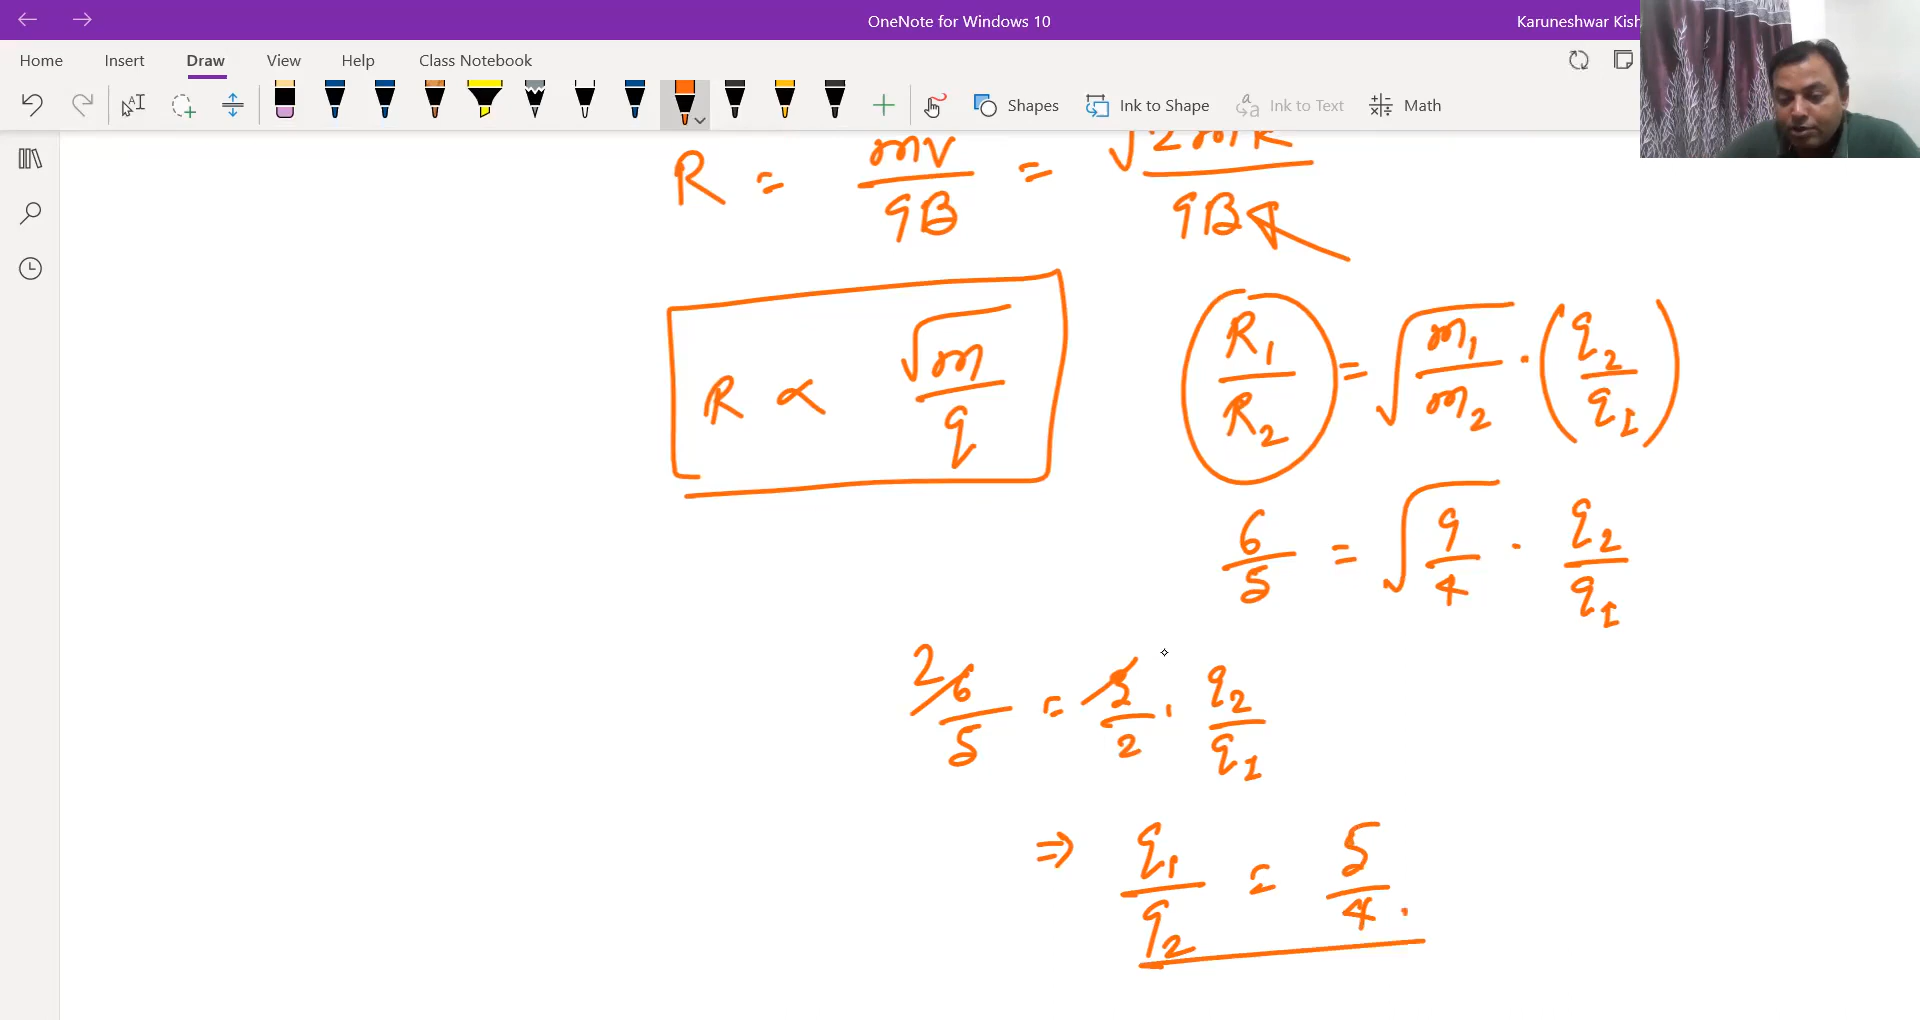 OneNote for Windows 10
Karuneshwar Kish
Home Insert Draw View Help Class Notebook
Shapes Ink to Shape Ink to Text Math
R = mv/qB = √2mK/qB
R ∝ √m/q
R₁/R₂ = √(m₁/m₂) · (q₂/q₁)
6/5 = √(9/4) · q₂/q₁
2 6/5 = 3/2 · q₂/q₁
⇒ q₁/q₂ = 5/4.